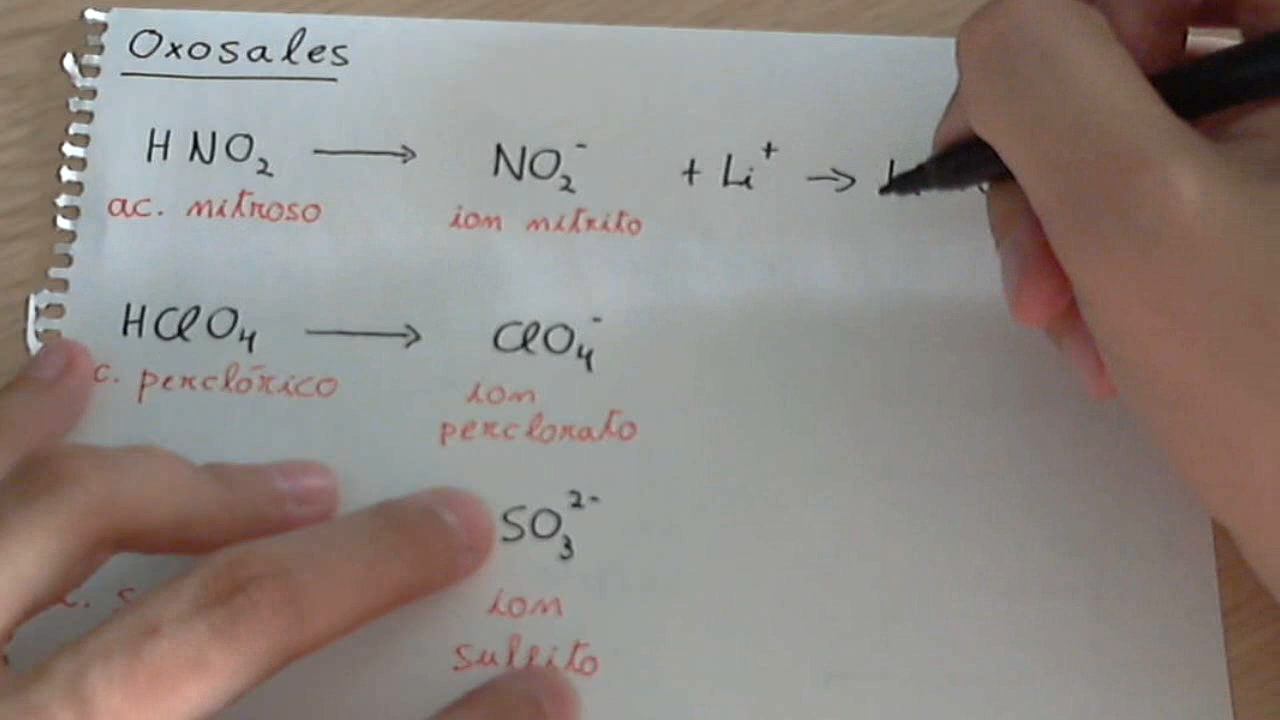 Oxosales
HNO₂ ⟶ NO₂⁻ + Li⁺ →
ac. nitroso ion nitrito
HClO₄ ⟶ ClO₄⁻
c. perclórico ion
perclorato
SO₃²⁻
ion
sulfito